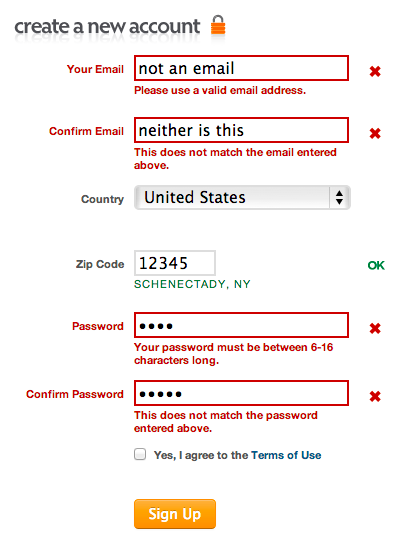 create a new account
Your Email not an email
Please use a valid email address.
Confirm Email neither is this
This does not match the email entered
above.
Country United States
Zip Code 12345 OK
SCHENECTADY, NY
Password ••••
Your password must be between 6-16
characters long.
Confirm Password •••••
This does not match the password
entered above.
Yes, I agree to the Terms of Use
Sign Up